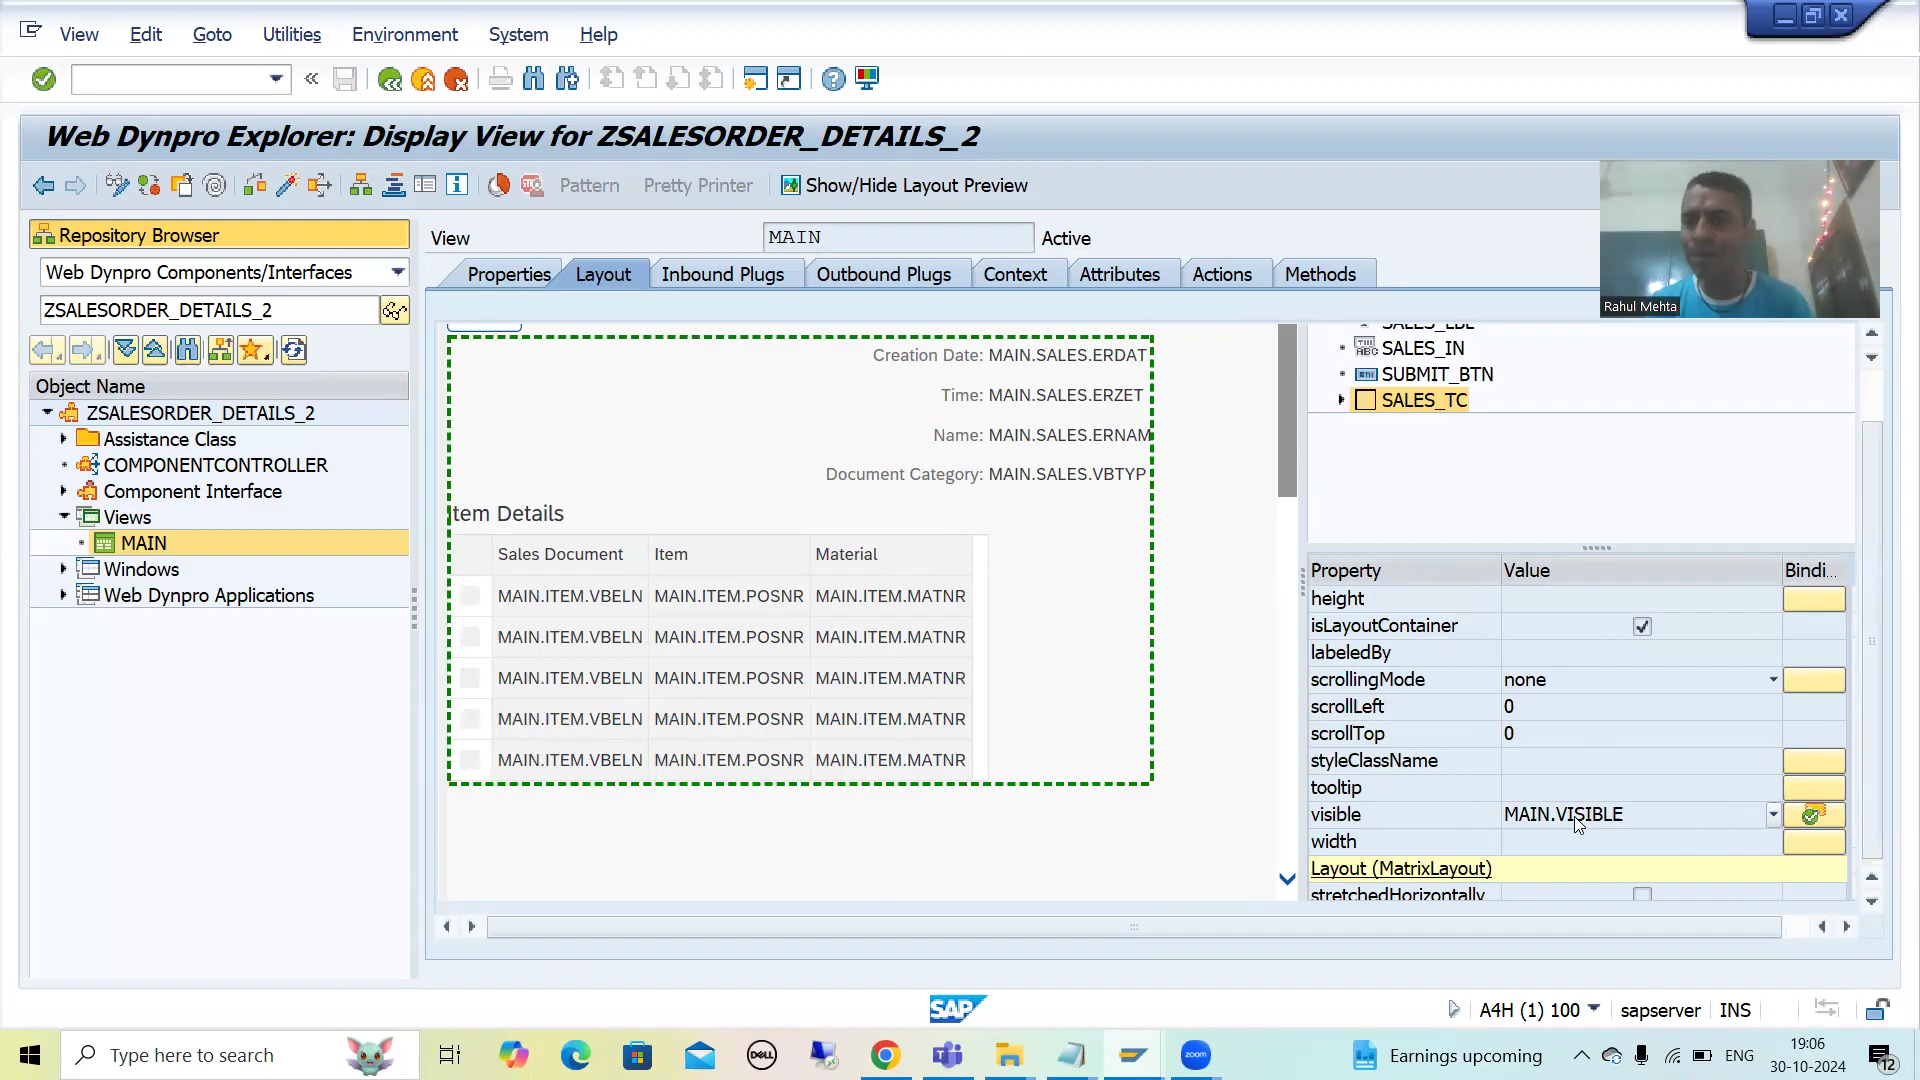 View Edit Goto Utilities Environment System Help
Web Dynpro Explorer: Display View for ZSALESORDER_DETAILS_2
Pattern Pretty Printer Show/Hide Layout Preview
Repository Browser
Web Dynpro Components/Interfaces
ZSALESORDER_DETAILS_2
Object Name
ZSALESORDER_DETAILS_2
Assistance Class
COMPONENTCONTROLLER
Component Interface
Views
MAIN
Windows
Web Dynpro Applications
View MAIN Active
Properties Layout Inbound Plugs Outbound Plugs Context Attributes Actions Methods
Creation Date: MAIN.SALES.ERDAT
Time: MAIN.SALES.ERZET
Name: MAIN.SALES.ERNAM
Document Category: MAIN.SALES.VBTYP
Item Details
Sales Document Item Material
MAIN.ITEM.VBELN MAIN.ITEM.POSNR MAIN.ITEM.MATNR
MAIN.ITEM.VBELN MAIN.ITEM.POSNR MAIN.ITEM.MATNR
MAIN.ITEM.VBELN MAIN.ITEM.POSNR MAIN.ITEM.MATNR
MAIN.ITEM.VBELN MAIN.ITEM.POSNR MAIN.ITEM.MATNR
MAIN.ITEM.VBELN MAIN.ITEM.POSNR MAIN.ITEM.MATNR
Rahul Mehta
SALES_LBL
SALES_IN
BTN SUBMIT_BTN
SALES_TC
Property Value Bindi...
height
isLayoutContainer
labeledBy
scrollingMode none
scrollLeft 0
scrollTop 0
styleClassName
tooltip
visible MAIN.VISIBLE
width
Layout (MatrixLayout)
stretchedHorizontally
SAP
A4H (1) 100 sapserver INS
Type here to search
DELL
zoom
Earnings upcoming
ENG
19:06
30-10-2024
12